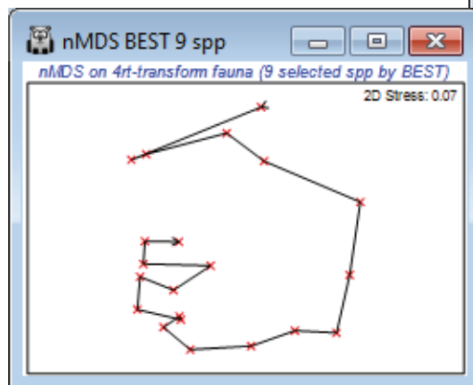 nMDS BEST 9 spp
nMDS on 4rt-transform fauna (9 selected spp by BEST)
2D Stress: 0.07